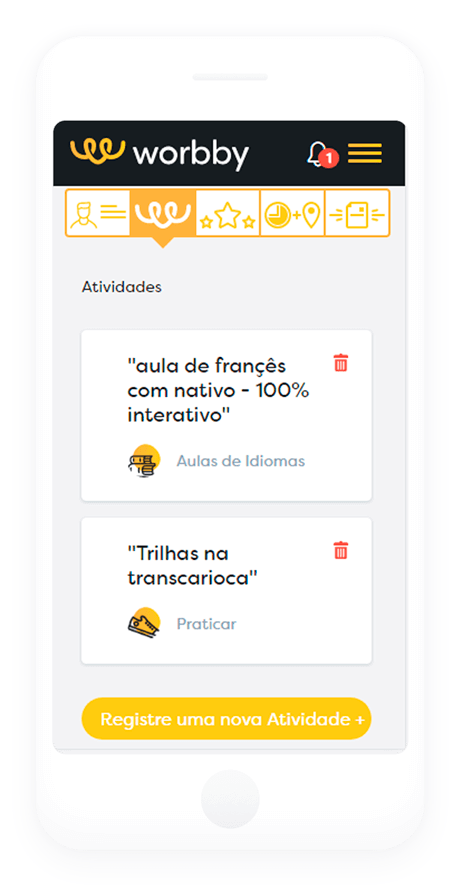 worbby
1
Atividades
"aula de françês
com nativo - 100%
interativo"
Aulas de Idiomas
"Trilhas na
transcarioca"
Praticar
Registre uma nova Atividade +